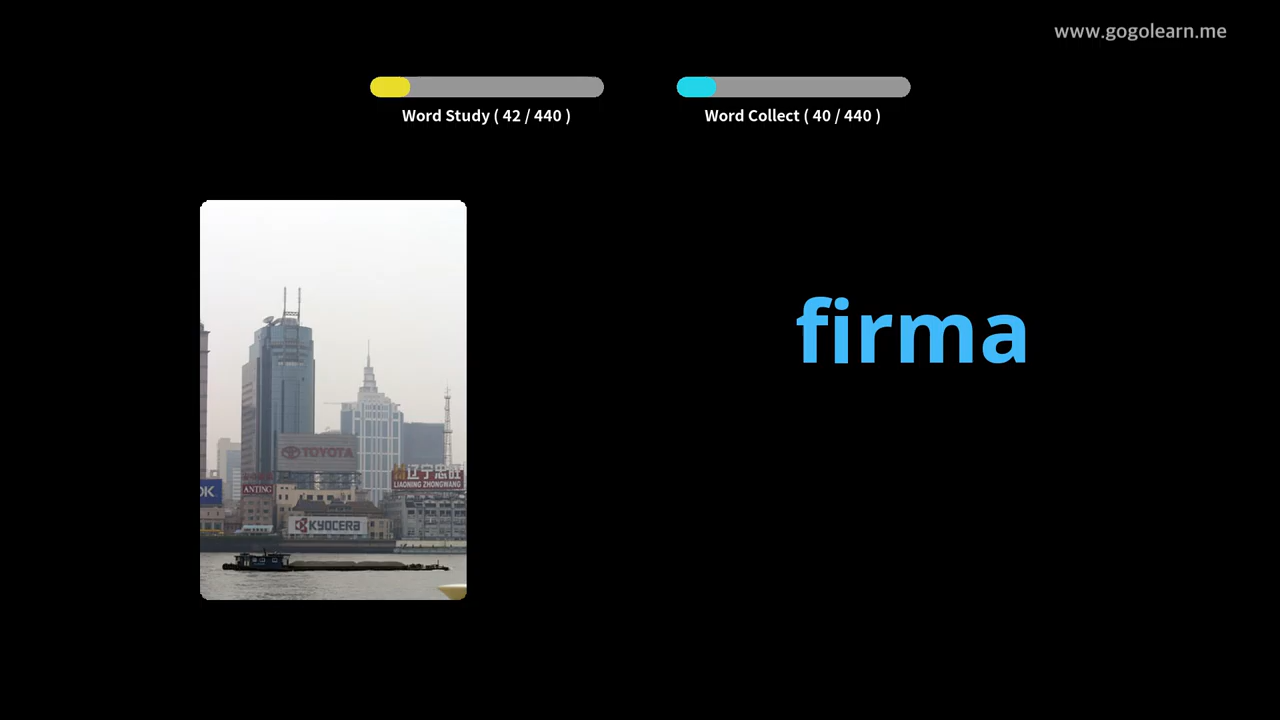 www.gogolearn.me
Word Study ( 42 / 440 )
Word Collect ( 40 / 440 )
firma
TOYOTA
辽宁忠旺
LIAONING ZHONGWANG
OK
ANTING
KYOCERA